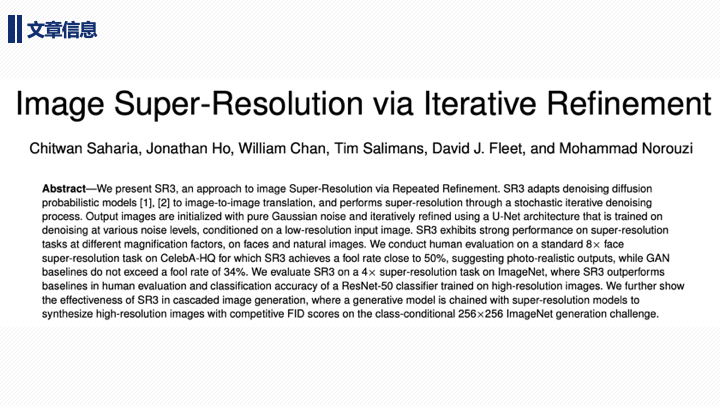 文章信息
Image Super-Resolution via Iterative Refinement
Chitwan Saharia, Jonathan Ho, William Chan, Tim Salimans, David J. Fleet, and Mohammad Norouzi
Abstract—We present SR3, an approach to image Super-Resolution via Repeated Refinement. SR3 adapts denoising diffusion
probabilistic models [1], [2] to image-to-image translation, and performs super-resolution through a stochastic iterative denoising
process. Output images are initialized with pure Gaussian noise and iteratively refined using a U-Net architecture that is trained on
denoising at various noise levels, conditioned on a low-resolution input image. SR3 exhibits strong performance on super-resolution
tasks at different magnification factors, on faces and natural images. We conduct human evaluation on a standard 8× face
super-resolution task on CelebA-HQ for which SR3 achieves a fool rate close to 50%, suggesting photo-realistic outputs, while GAN
baselines do not exceed a fool rate of 34%. We evaluate SR3 on a 4× super-resolution task on ImageNet, where SR3 outperforms
baselines in human evaluation and classification accuracy of a ResNet-50 classifier trained on high-resolution images. We further show
the effectiveness of SR3 in cascaded image generation, where a generative model is chained with super-resolution models to
synthesize high-resolution images with competitive FID scores on the class-conditional 256×256 ImageNet generation challenge.